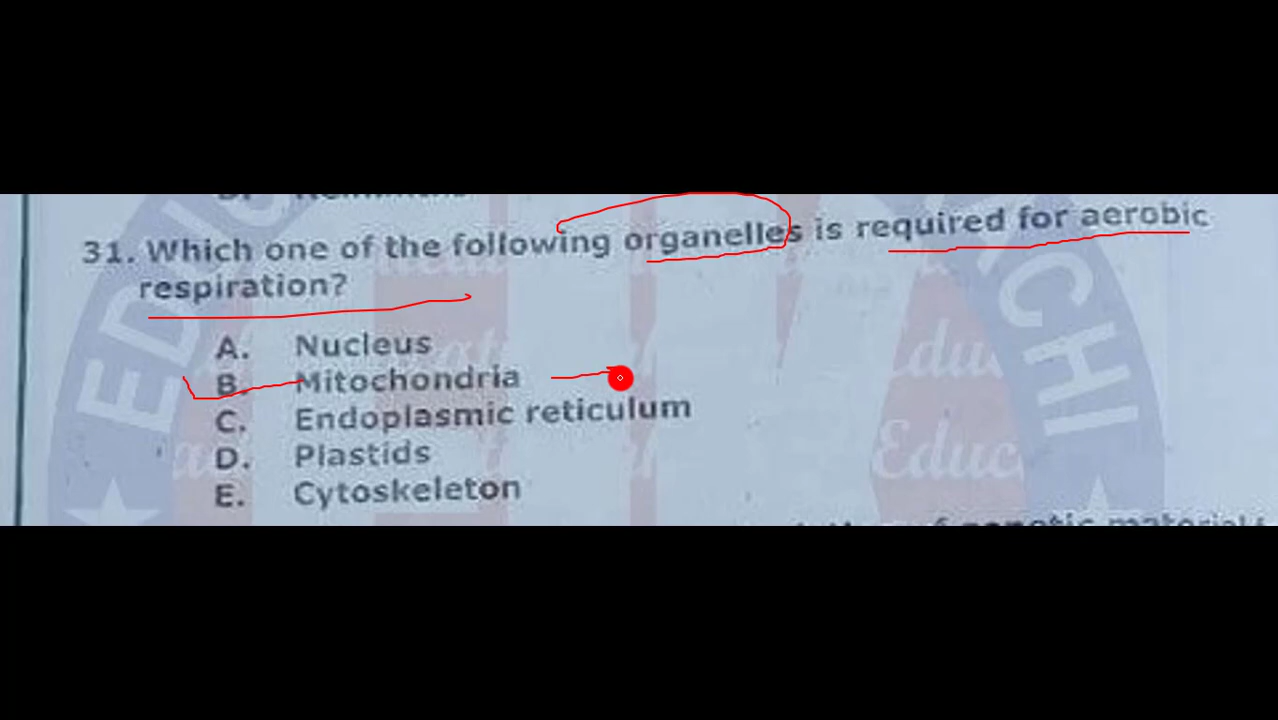 31. Which one of the following organelles is required for aerobic
respiration?
A. Nucleus
B. Mitochondria
C. Endoplasmic reticulum
D. Plastids
E. Cytoskeleton